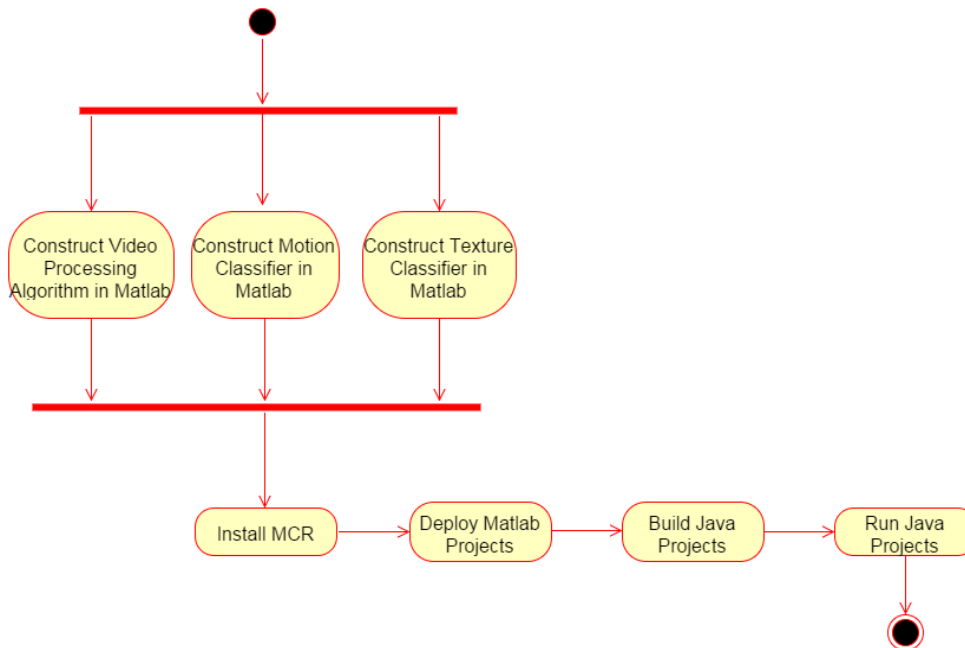 Construct Video
Processing
Algorithm in Matlab
Construct Motion
Classifier in
Matlab
Construct Texture
Classifier in
Matlab
Install MCR
Deploy Matlab
Projects
Build Java
Projects
Run Java
Projects